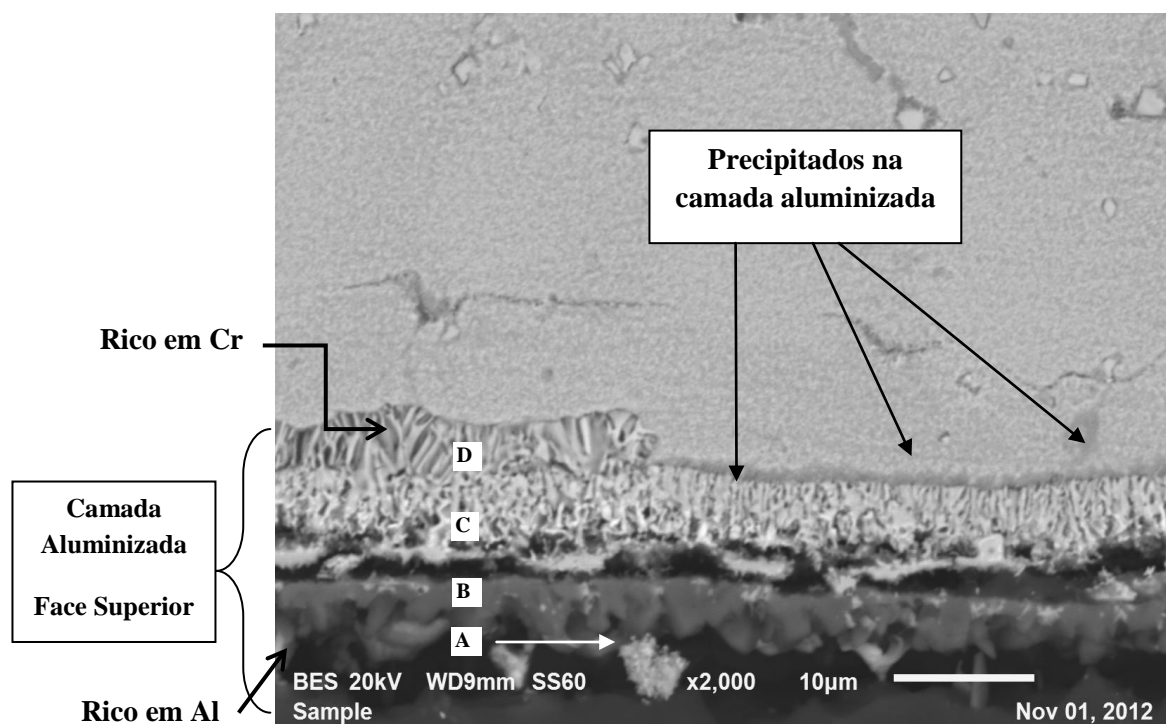 Precipitados na
camada aluminizada
Rico em Cr
D
Camada
Aluminizada
Face Superior
C
B
A
Rico em Al
BES 20kV WD9mm SS60 x2,000 10µm
Sample Nov 01, 2012